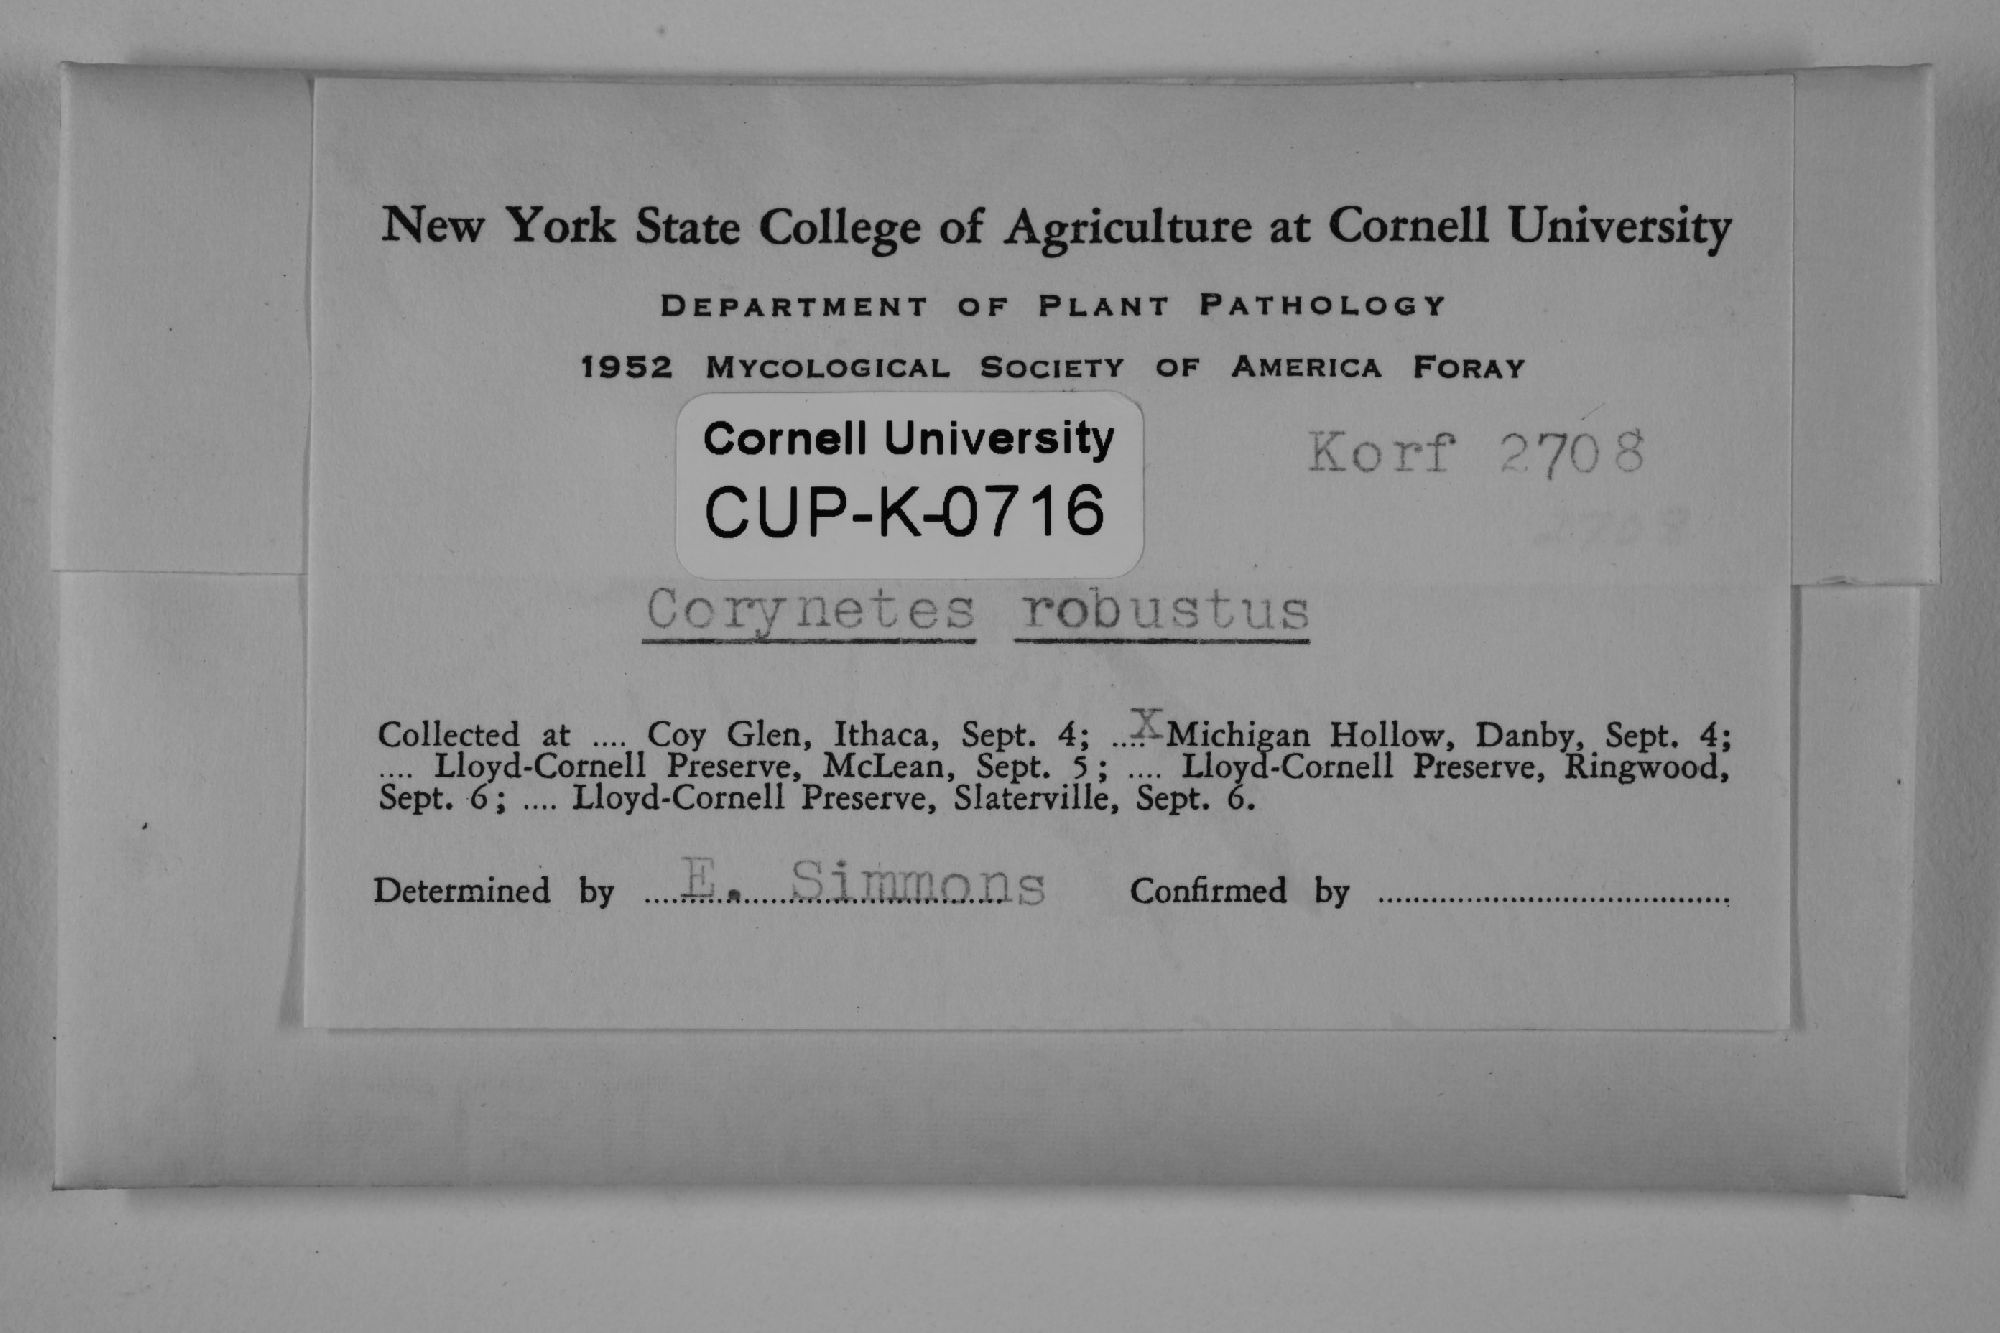 New York State College of Agriculture at Cornell University
DEPARTMENT OF PLANT PATHOLOGY
1952 MYCOLOGICAL SOCIETY OF AMERICA FORAY
Cornell University
CUP-K-0716
Korf 2708
Corynetes robustus
Collected at .... Coy Glen, Ithaca, Sept. 4; ....X Michigan Hollow, Danby, Sept. 4;
.... Lloyd-Cornell Preserve, McLean, Sept. 5; .... Lloyd-Cornell Preserve, Ringwood,
Sept. 6; .... Lloyd-Cornell Preserve, Slaterville, Sept. 6.
Determined by E. Simmons Confirmed by ........................................